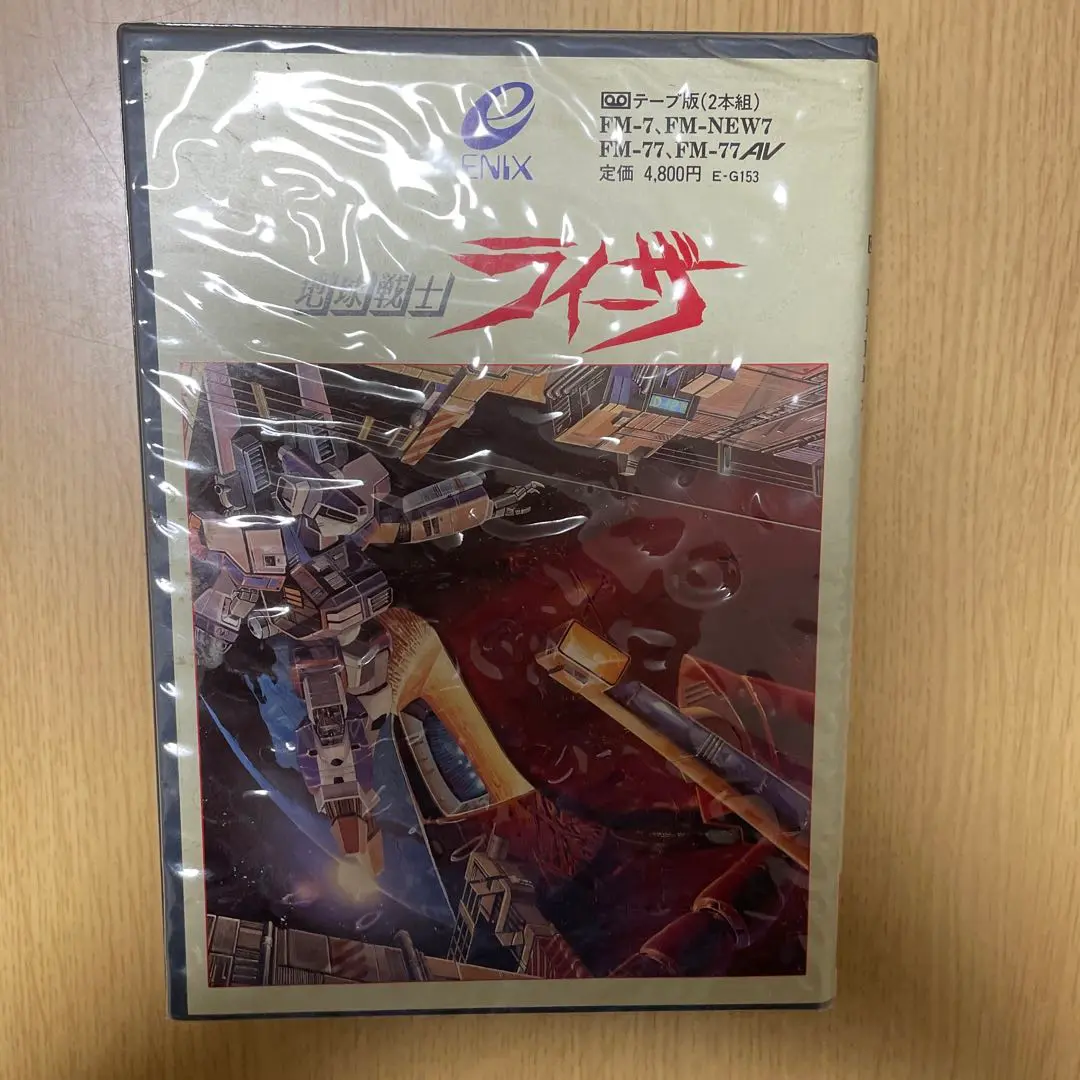 ENIX
テープ版(2本組)
FM-7、FM-NEW7
FM-77、FM-77AV
定価 4,800円 E-G153
地球戦士
ライーザ